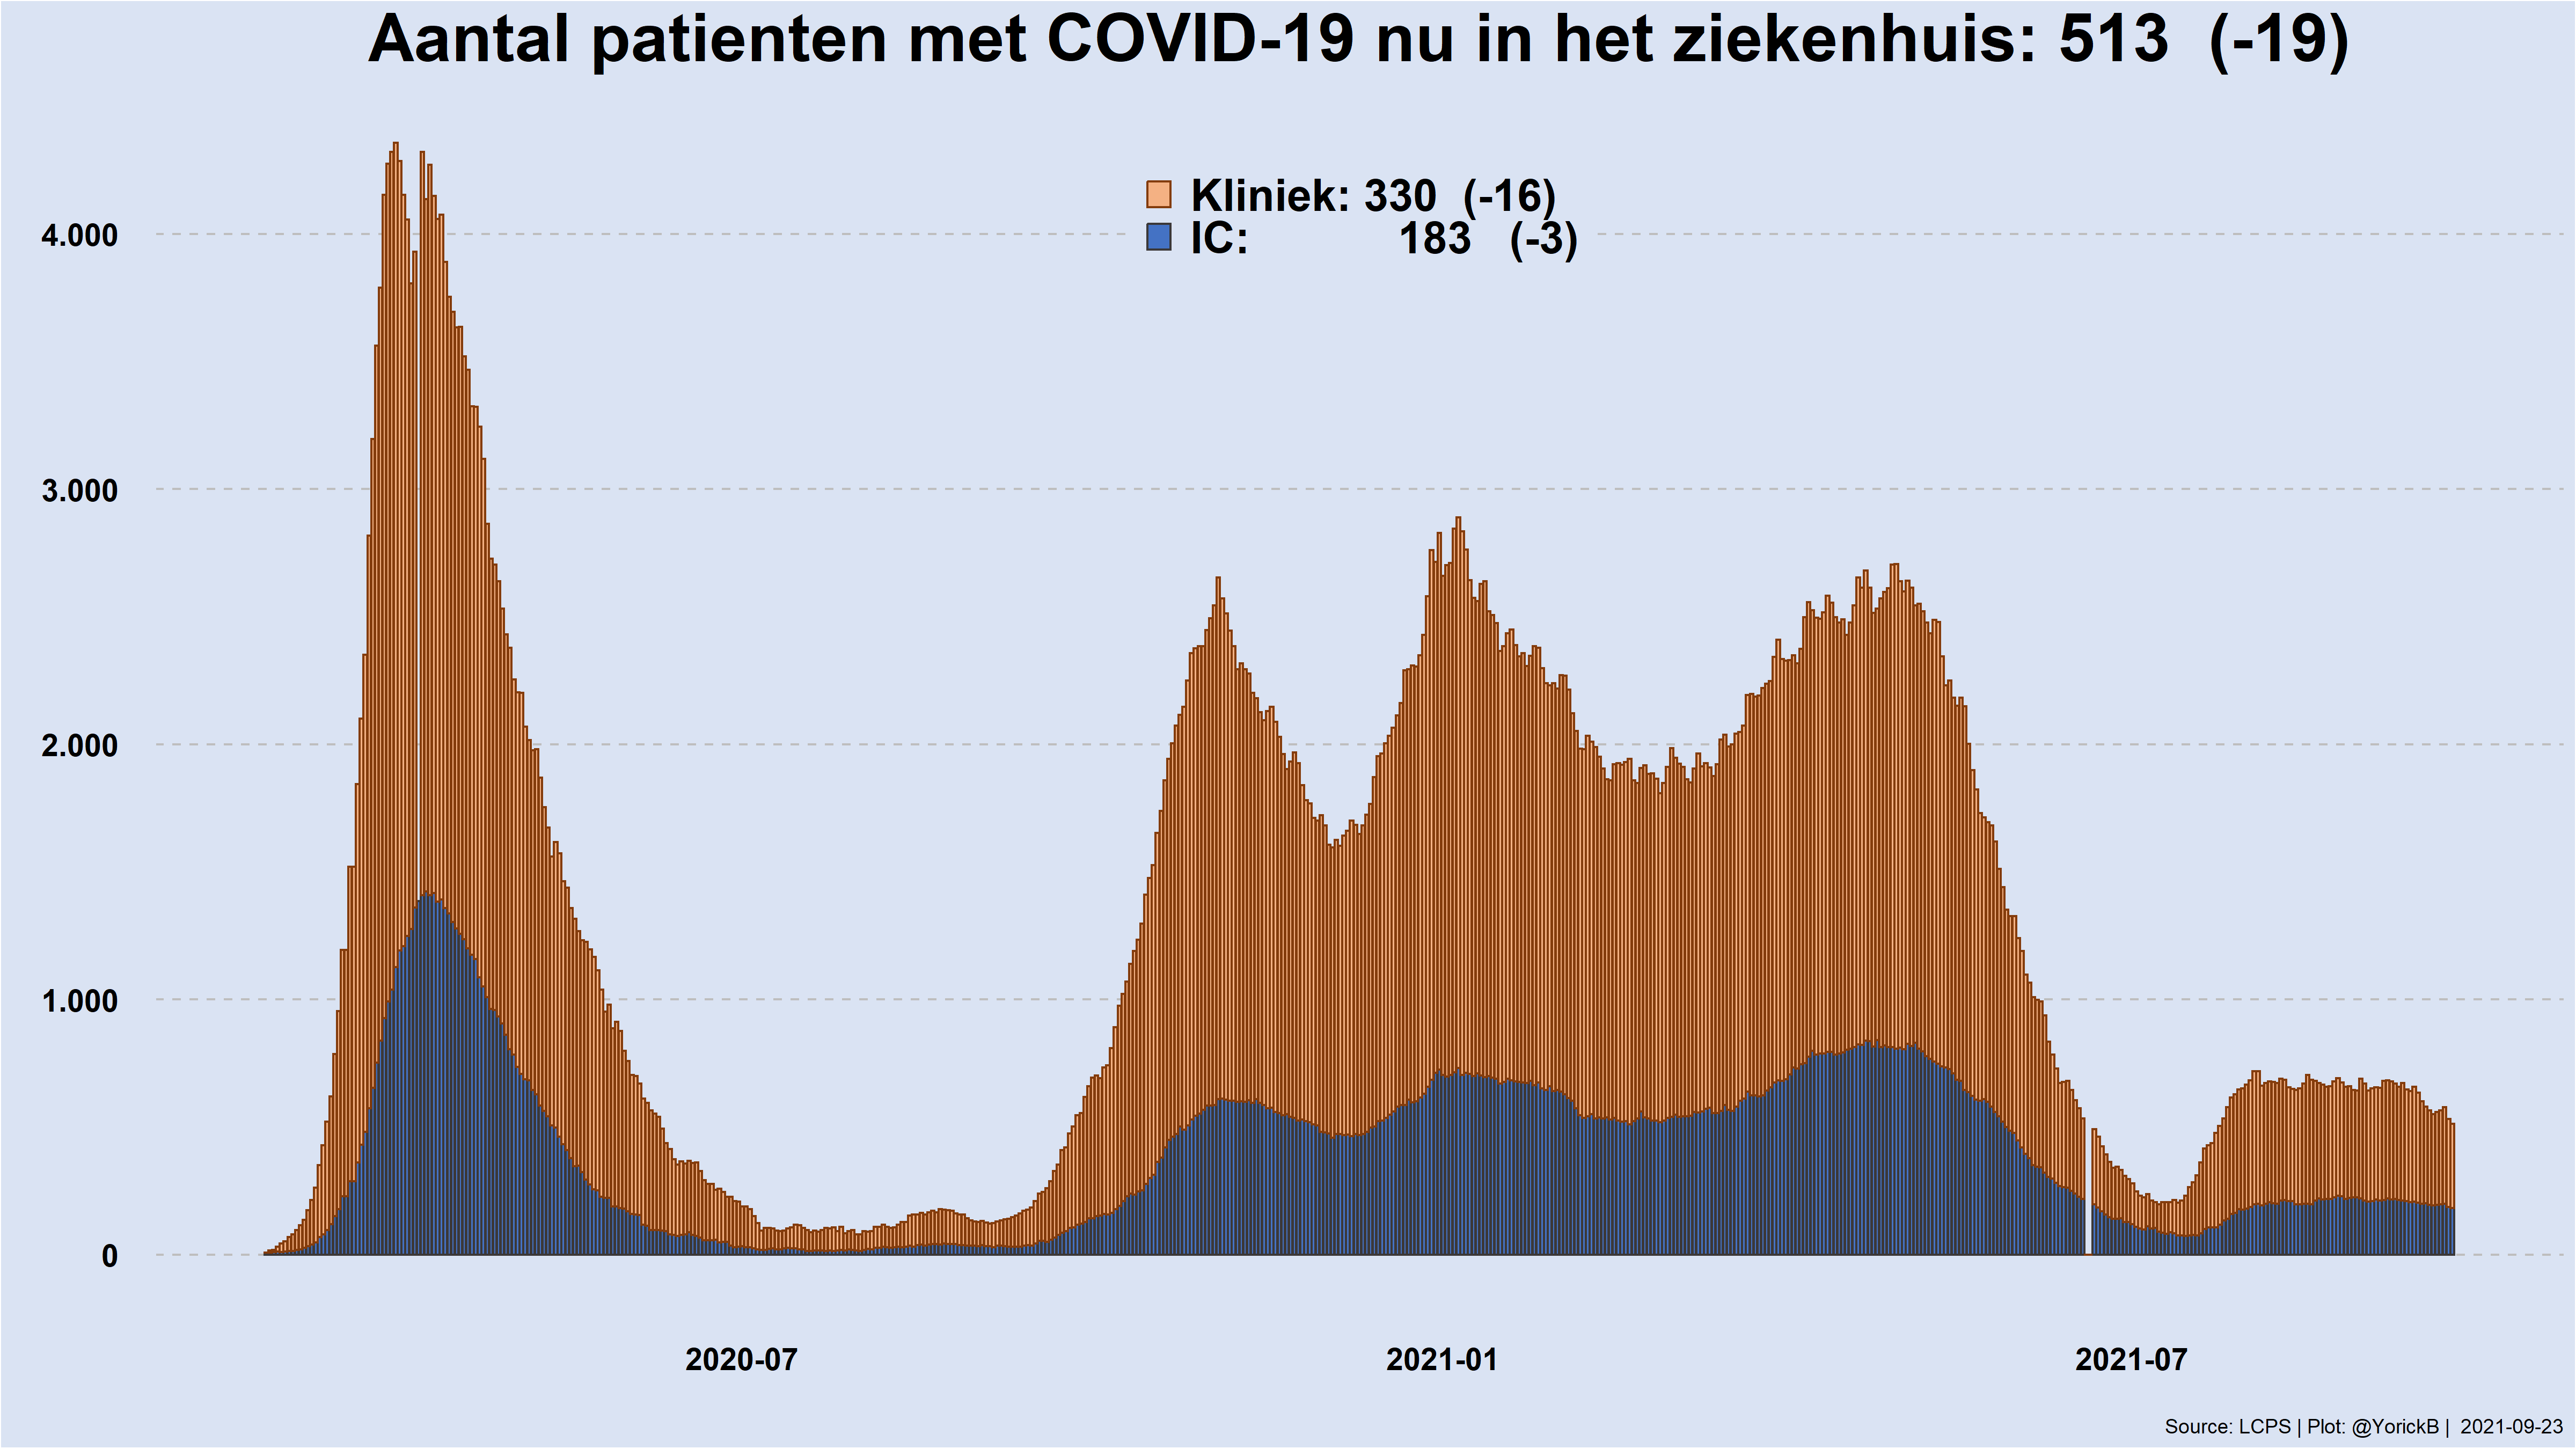 Aantal patienten met COVID-19 nu in het ziekenhuis: 513  (-19)
Kliniek: 330  (-16)
IC: 183 (-3)
4.000
3.000
2.000
1.000
0
2020-07 2021-01 2021-07
Source: LCPS | Plot: @YorickB |  2021-09-23